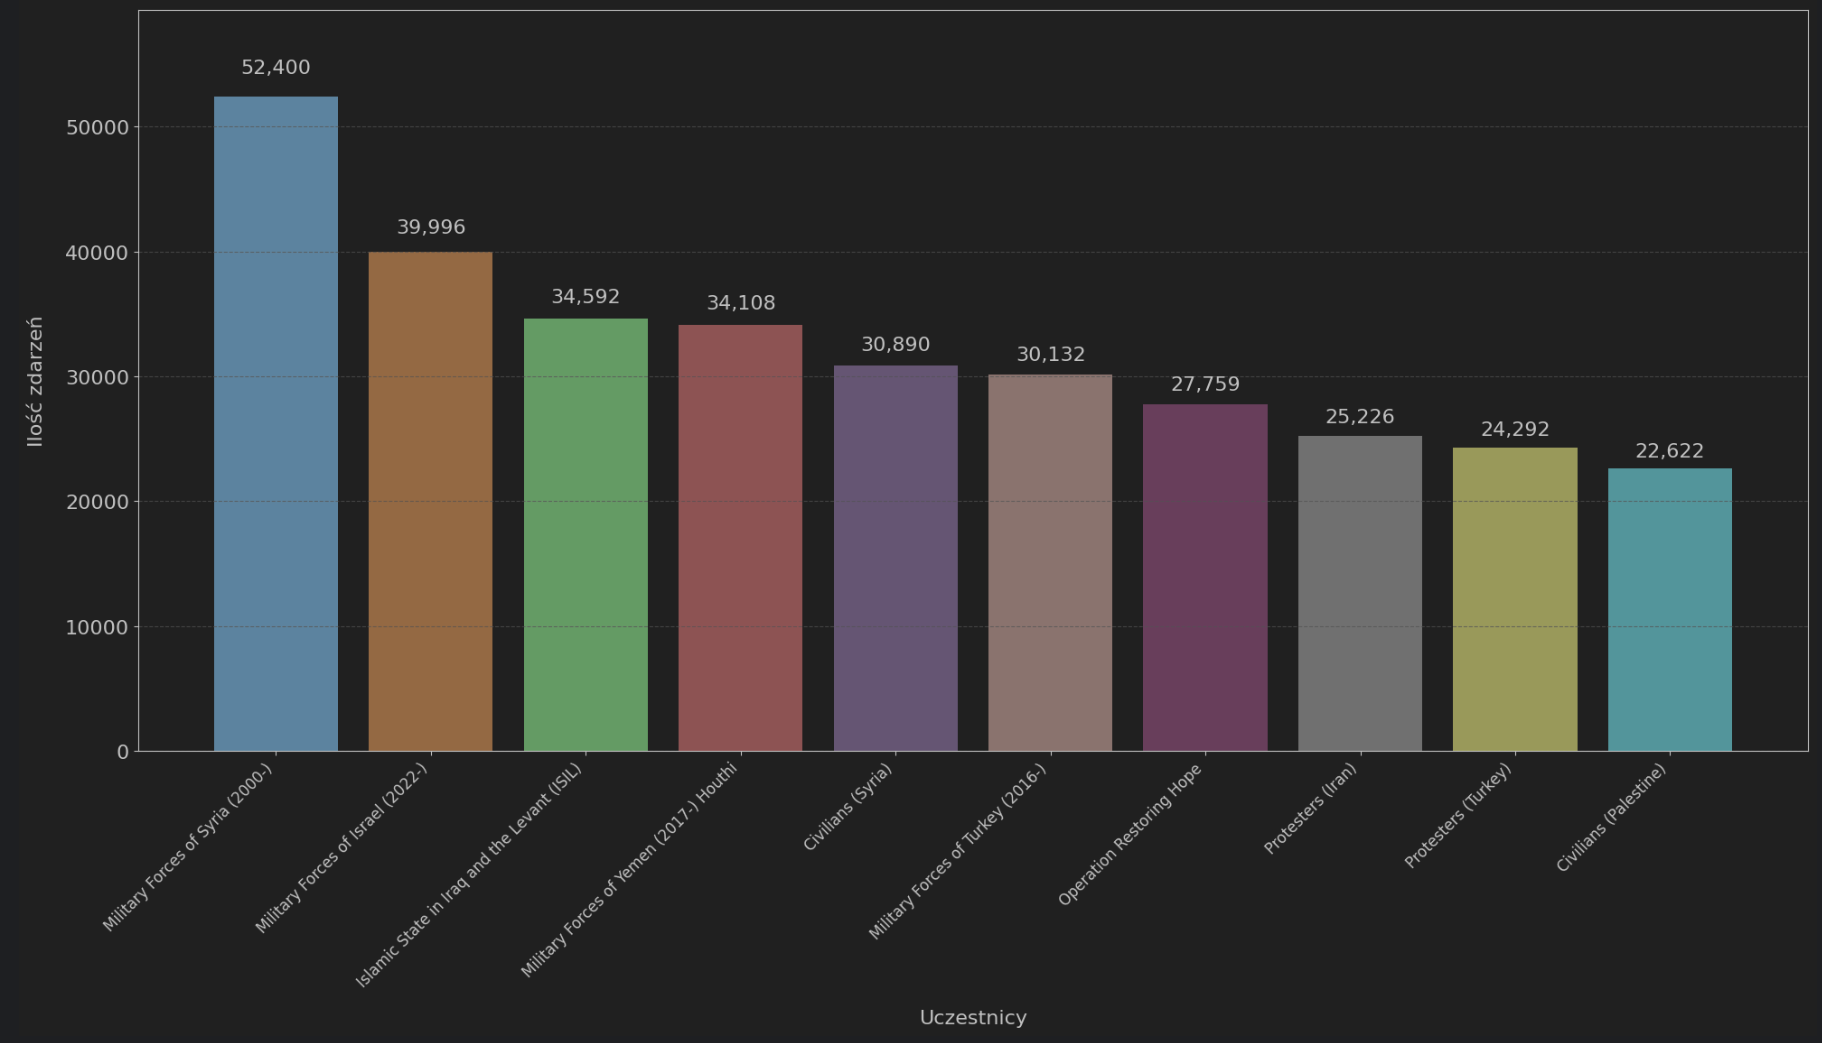 52,400
39,996
34,592
34,108
30,890
30,132
27,759
25,226
24,292
22,622
50000
40000
30000
20000
10000
0
Ilość zdarzeń
Military Forces of Syria (2000-)
Military Forces of Israel (2022-)
Islamic State in Iraq and the Levant (ISIL)
Military Forces of Yemen (2017-) Houthi
Civilians (Syria)
Military Forces of Turkey (2016-)
Operation Restoring Hope
Protesters (Iran)
Protesters (Turkey)
Civilians (Palestine)
Uczestnicy